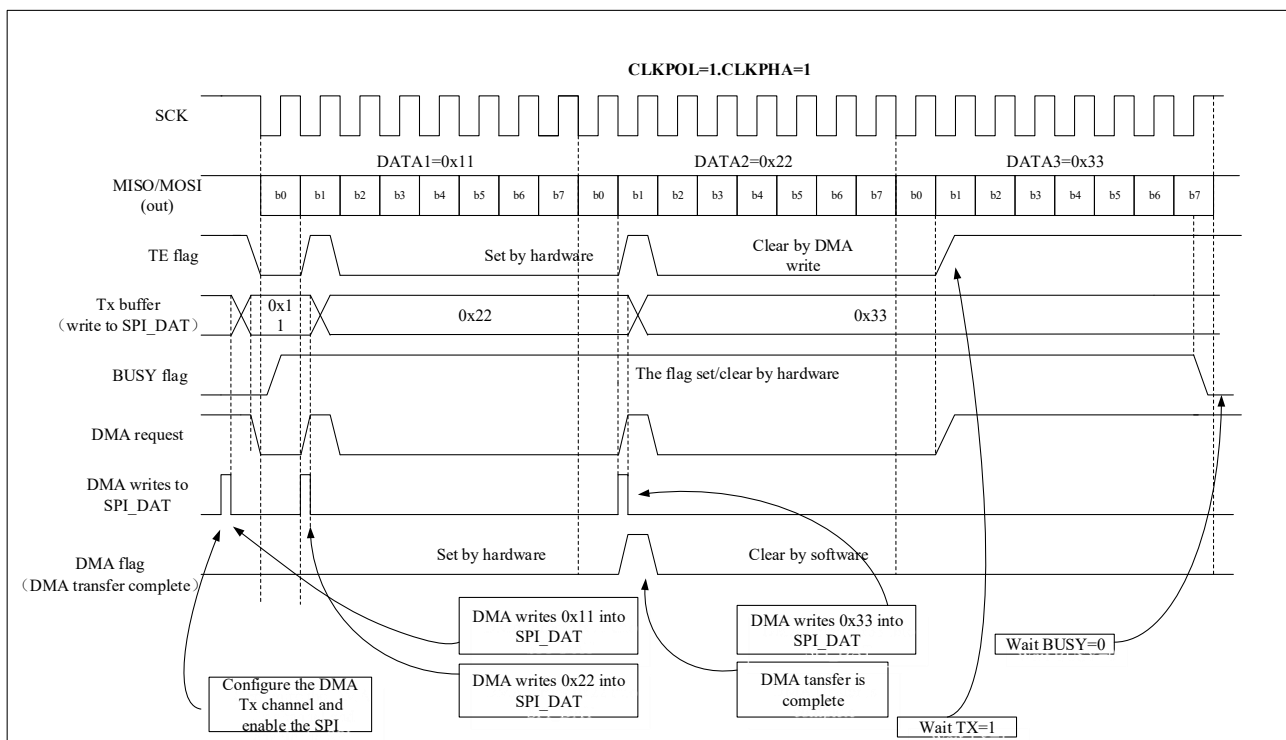 CLKPOL=1.CLKPHA=1
SCK
DATA1=0x11
DATA2=0x22
DATA3=0x33
MISO/MOSI
(out)
b0 b1 b2 b3 b4 b5 b6 b7 b0 b1 b2 b3 b4 b5 b6 b7 b0 b1 b2 b3 b4 b5 b6 b7
TE flag
Set by hardware
Clear by DMA
write
Tx buffer
（write to SPI_DAT）
0x1
1
0x22
0x33
BUSY flag
The flag set/clear by hardware
DMA request
DMA writes to
SPI_DAT
DMA flag
（DMA transfer complete）
Set by hardware
Clear by software
DMA writes 0x11 into
SPI_DAT
DMA writes 0x33 into
SPI_DAT
Wait BUSY=0
Configure the DMA
Tx channel and
enable the SPI
DMA writes 0x22 into
SPI_DAT
DMA tansfer is
complete
Wait TX=1